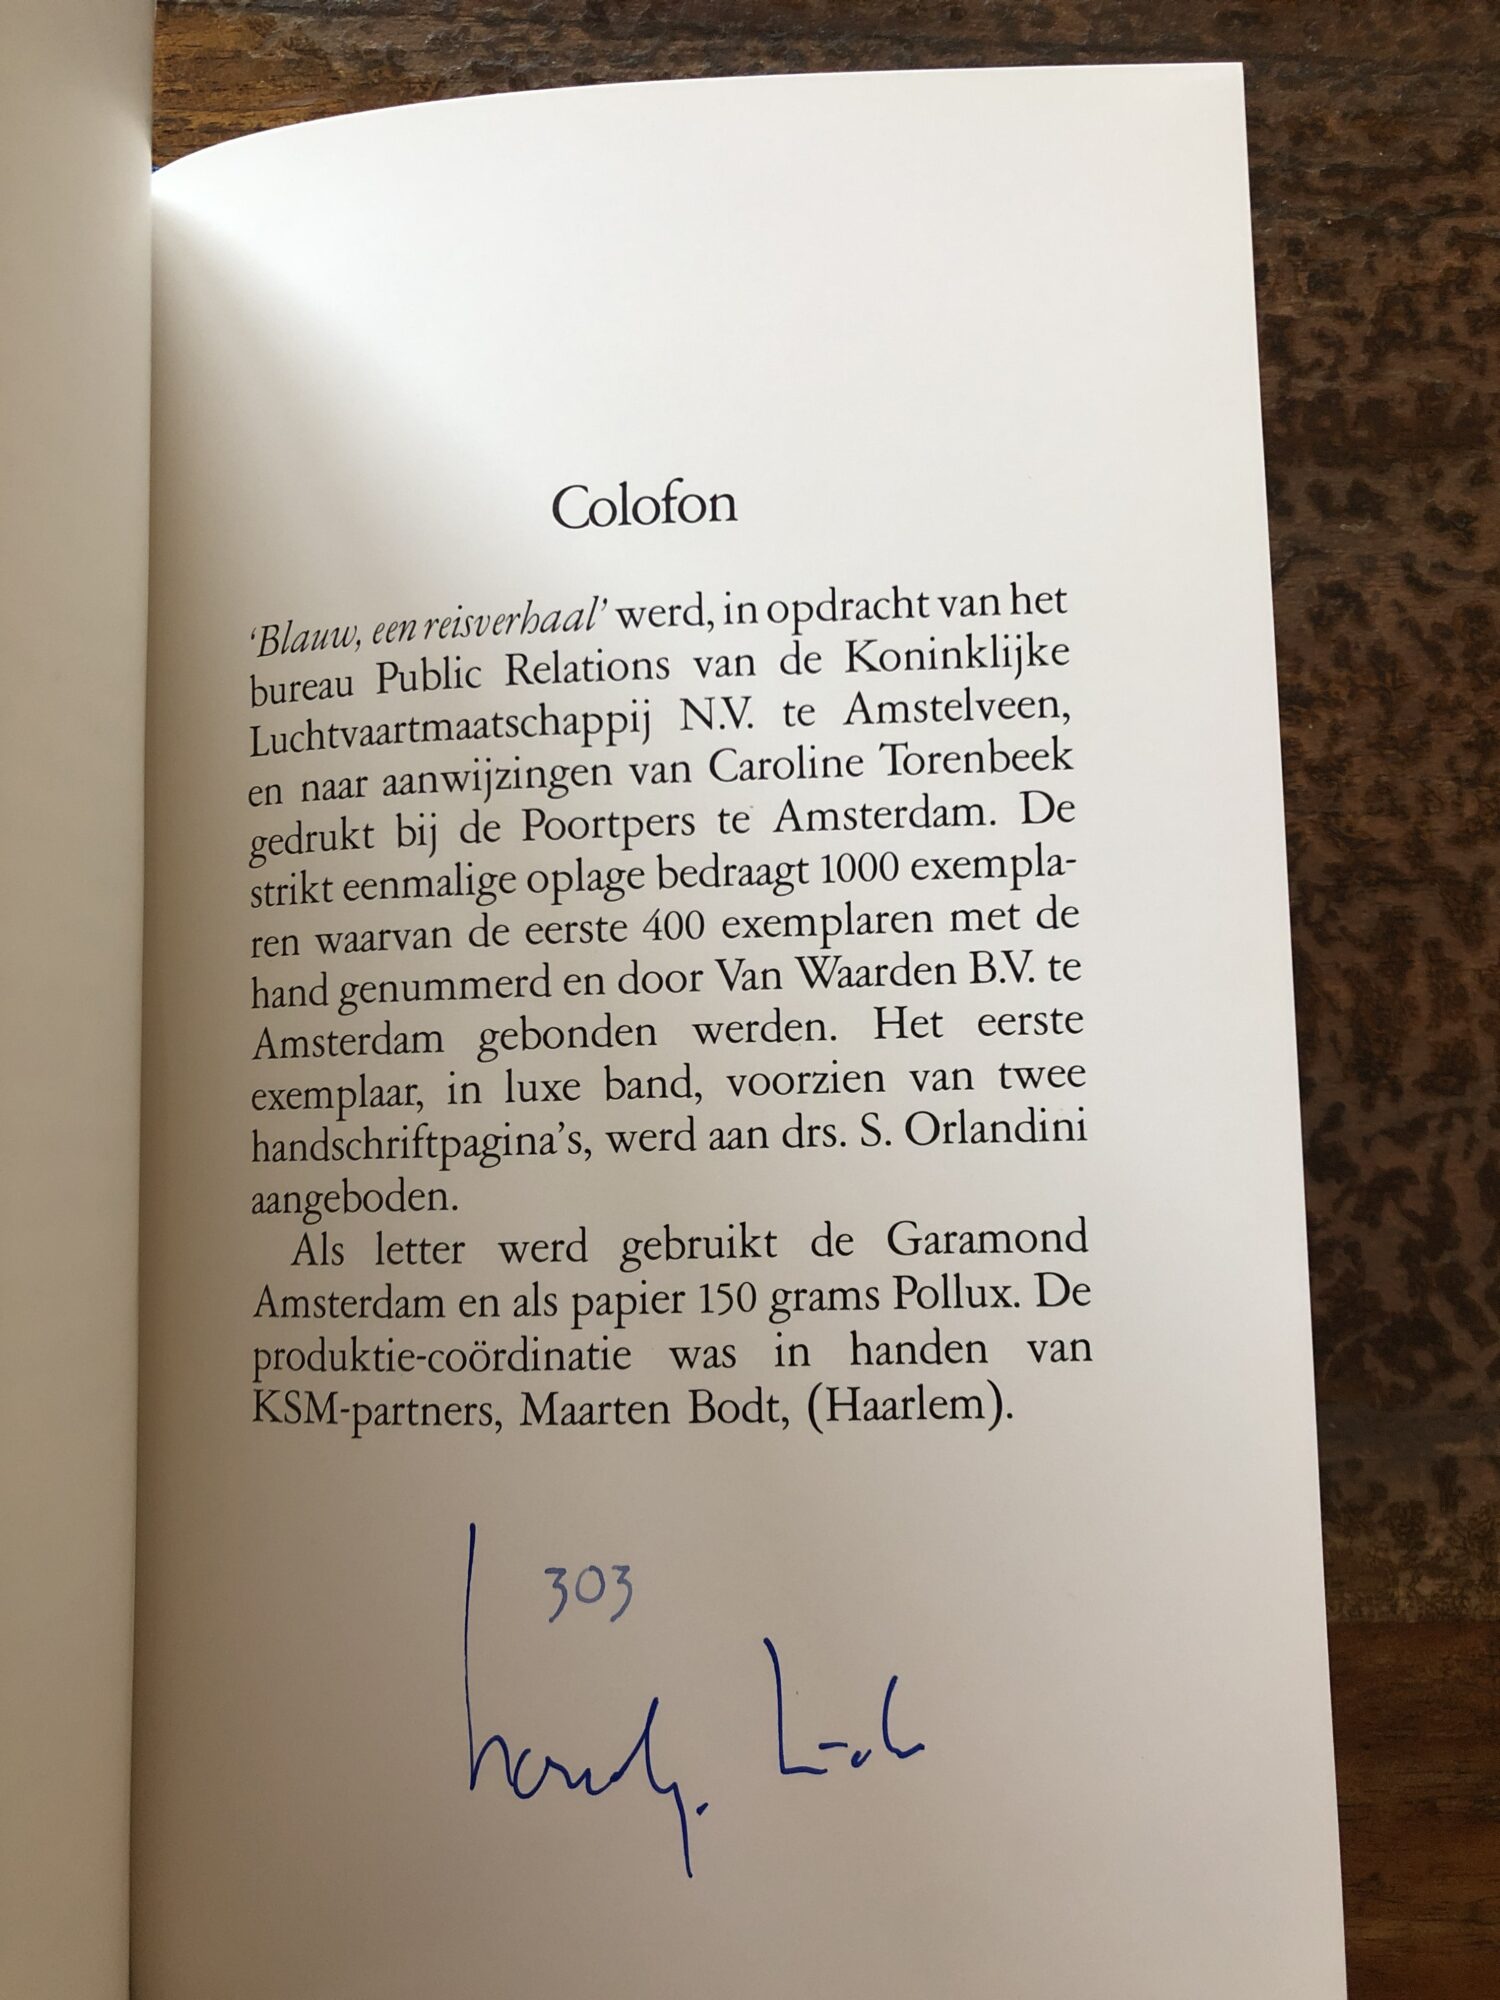 Colofon
‘Blauw, een reisverhaal’ werd, in opdracht van het
bureau Public Relations van de Koninklijke
Luchtvaartmaatschappij N.V. te Amstelveen,
en naar aanwijzingen van Caroline Torenbeek
gedrukt bij de Poortpers te Amsterdam. De
strikt eenmalige oplage bedraagt 1000 exempla-
ren waarvan de eerste 400 exemplaren met de
hand genummerd en door Van Waarden B.V. te
Amsterdam gebonden werden. Het eerste
exemplaar, in luxe band, voorzien van twee
handschriftpagina’s, werd aan drs. S. Orlandini
aangeboden.
Als letter werd gebruikt de Garamond
Amsterdam en als papier 150 grams Pollux. De
produktie-coördinatie was in handen van
KSM-partners, Maarten Bodt, (Haarlem).
303